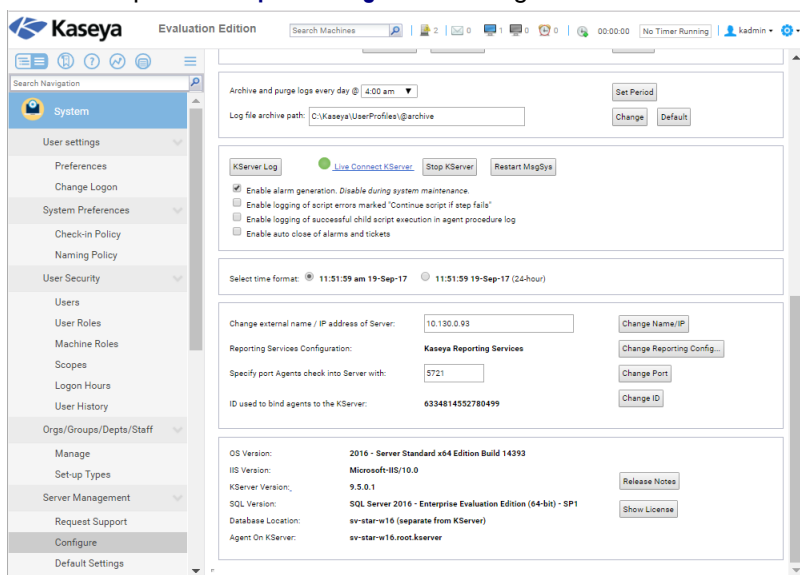 Kaseya Evaluation Edition Search Machines 2 0 1 0 0 00:00:00 No Timer Running kadmin
Search Navigation
System
User settings
Preferences
Change Logon
System Preferences
Check-in Policy
Naming Policy
User Security
Users
User Roles
Machine Roles
Scopes
Logon Hours
User History
Orgs/Groups/Depts/Staff
Manage
Set-up Types
Server Management
Request Support
Configure
Default Settings
Archive and purge logs every day @ 4:00 am Set Period
Log file archive path: C:\Kaseya\UserProfiles\@archive Change Default
KServer Log Live Connect KServer Stop KServer Restart MsgSys
Enable alarm generation. Disable during system maintenance.
Enable logging of script errors marked "Continue script if step fails"
Enable logging of successful child script execution in agent procedure log
Enable auto close of alarms and tickets
Select time format: 11:51:59 am 19-Sep-17 11:51:59 19-Sep-17 (24-hour)
Change external name / IP address of Server: 10.130.0.93 Change Name/IP
Reporting Services Configuration: Kaseya Reporting Services Change Reporting Config...
Specify port Agents check into Server with: 5721 Change Port
ID used to bind agents to the KServer: 6334814552780499 Change ID
OS Version: 2016 - Server Standard x64 Edition Build 14393
IIS Version: Microsoft-IIS/10.0
KServer Version: 9.5.0.1 Release Notes
SQL Version: SQL Server 2016 - Enterprise Evaluation Edition (64-bit) - SP1
Database Location: sv-star-w16 (separate from KServer) Show License
Agent On KServer: sv-star-w16.root.kserver